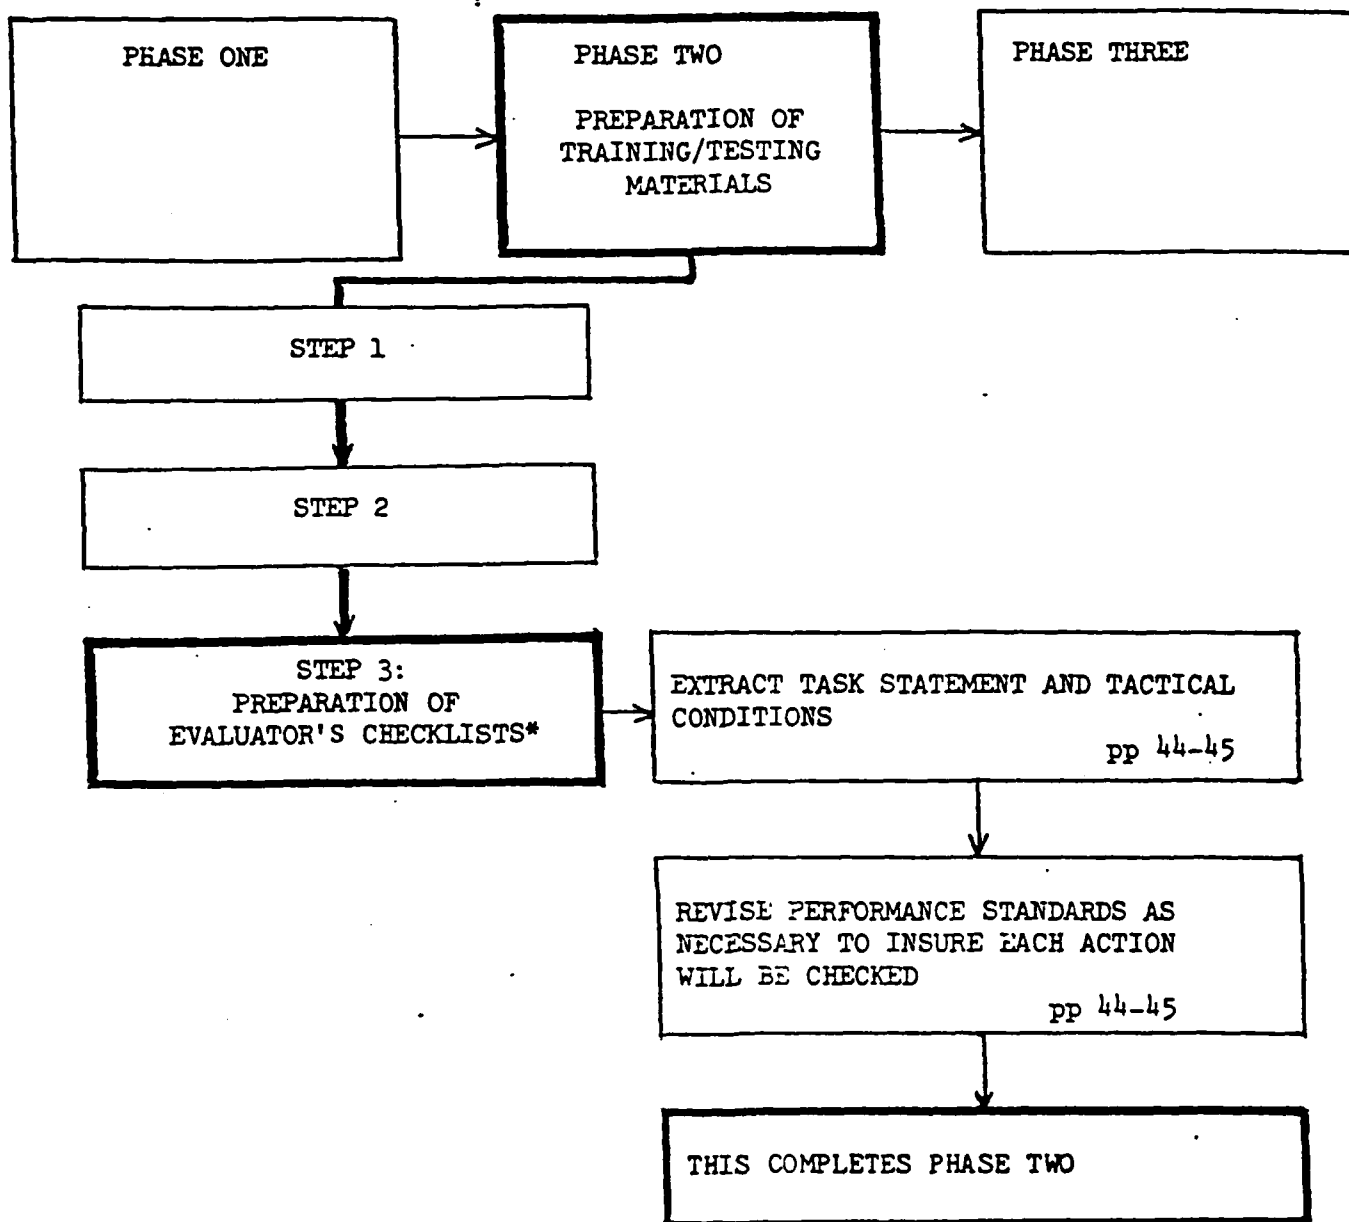 PHASE ONE
PHASE TWO
PREPARATION OF
TRAINING/TESTING
MATERIALS
PHASE THREE
STEP 1
STEP 2
STEP 3:
PREPARATION OF
EVALUATOR'S CHECKLISTS*
EXTRACT TASK STATEMENT AND TACTICAL
CONDITIONS
pp 44-45
REVISE PERFORMANCE STANDARDS AS
NECESSARY TO INSURE EACH ACTION
WILL BE CHECKED
pp 44-45
THIS COMPLETES PHASE TWO